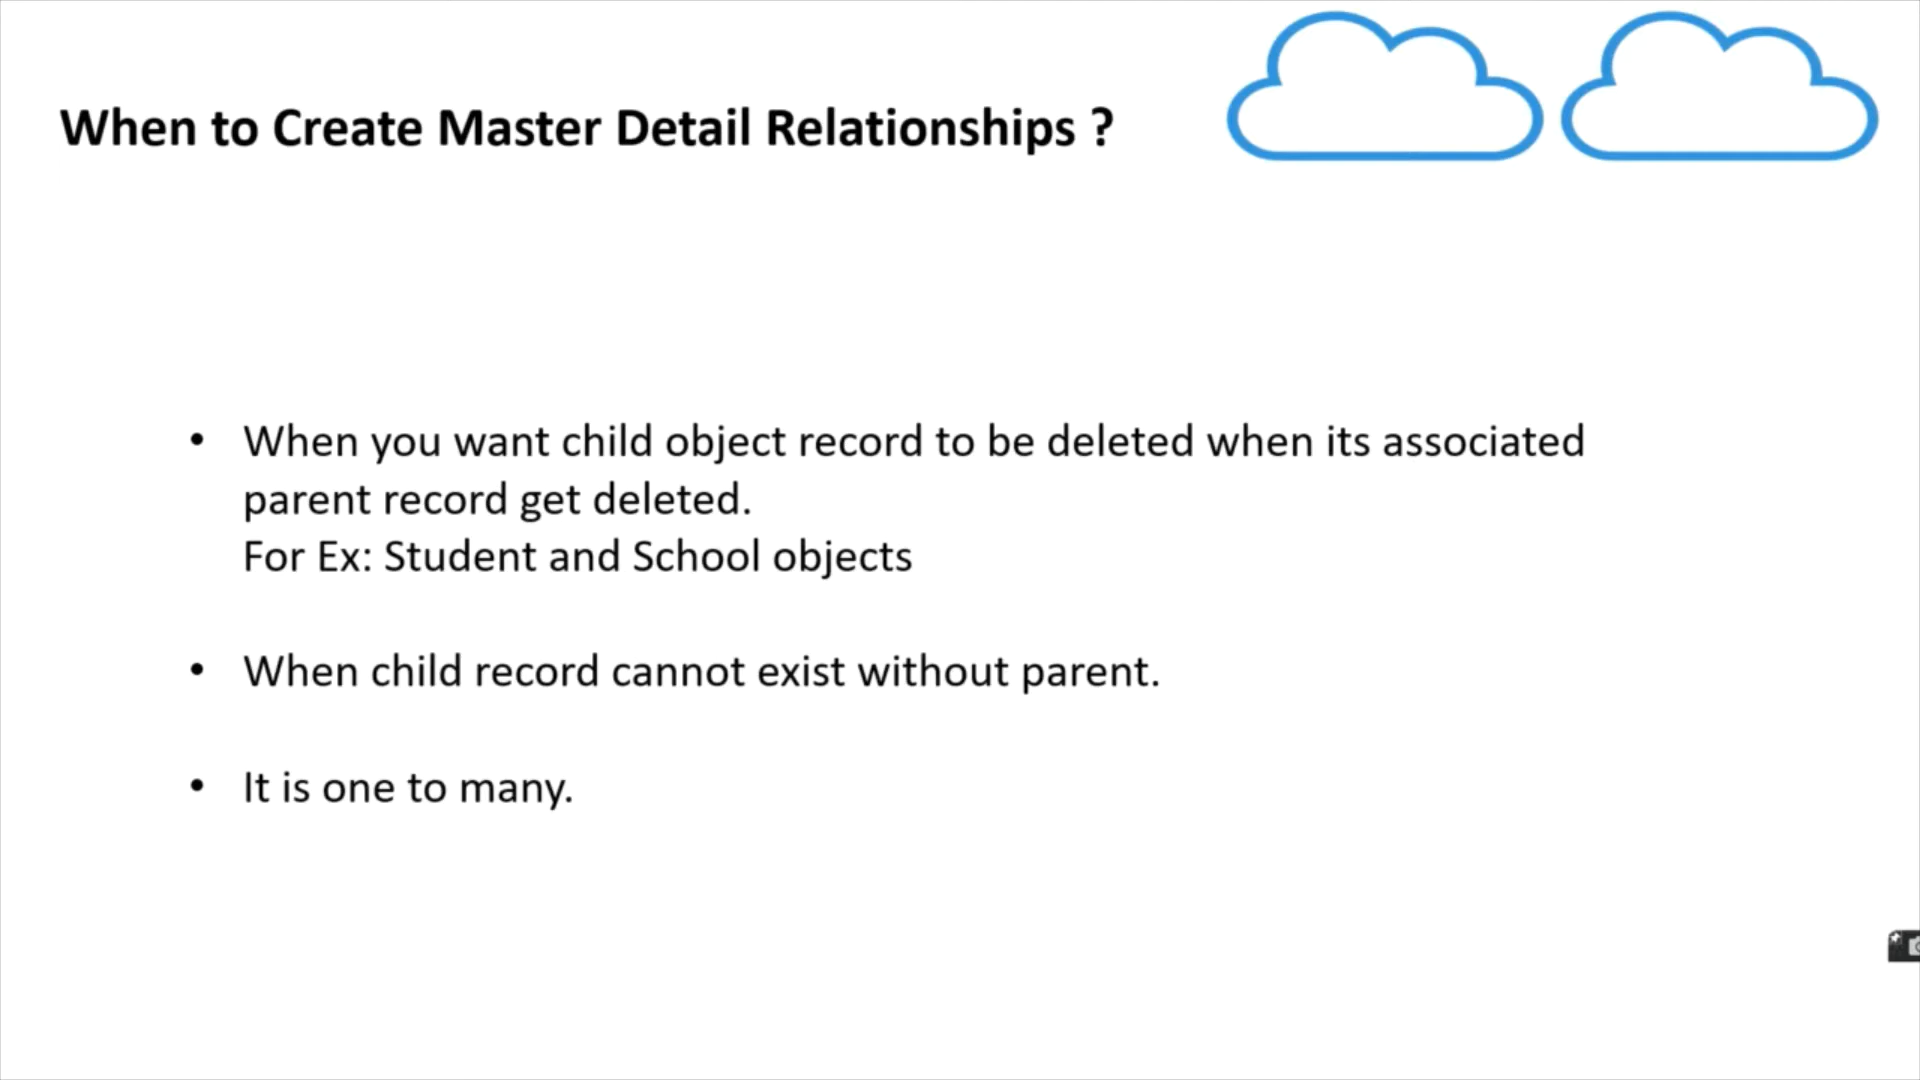 When to Create Master Detail Relationships ?
• When you want child object record to be deleted when its associated
parent record get deleted.
For Ex: Student and School objects
• When child record cannot exist without parent.
• It is one to many.